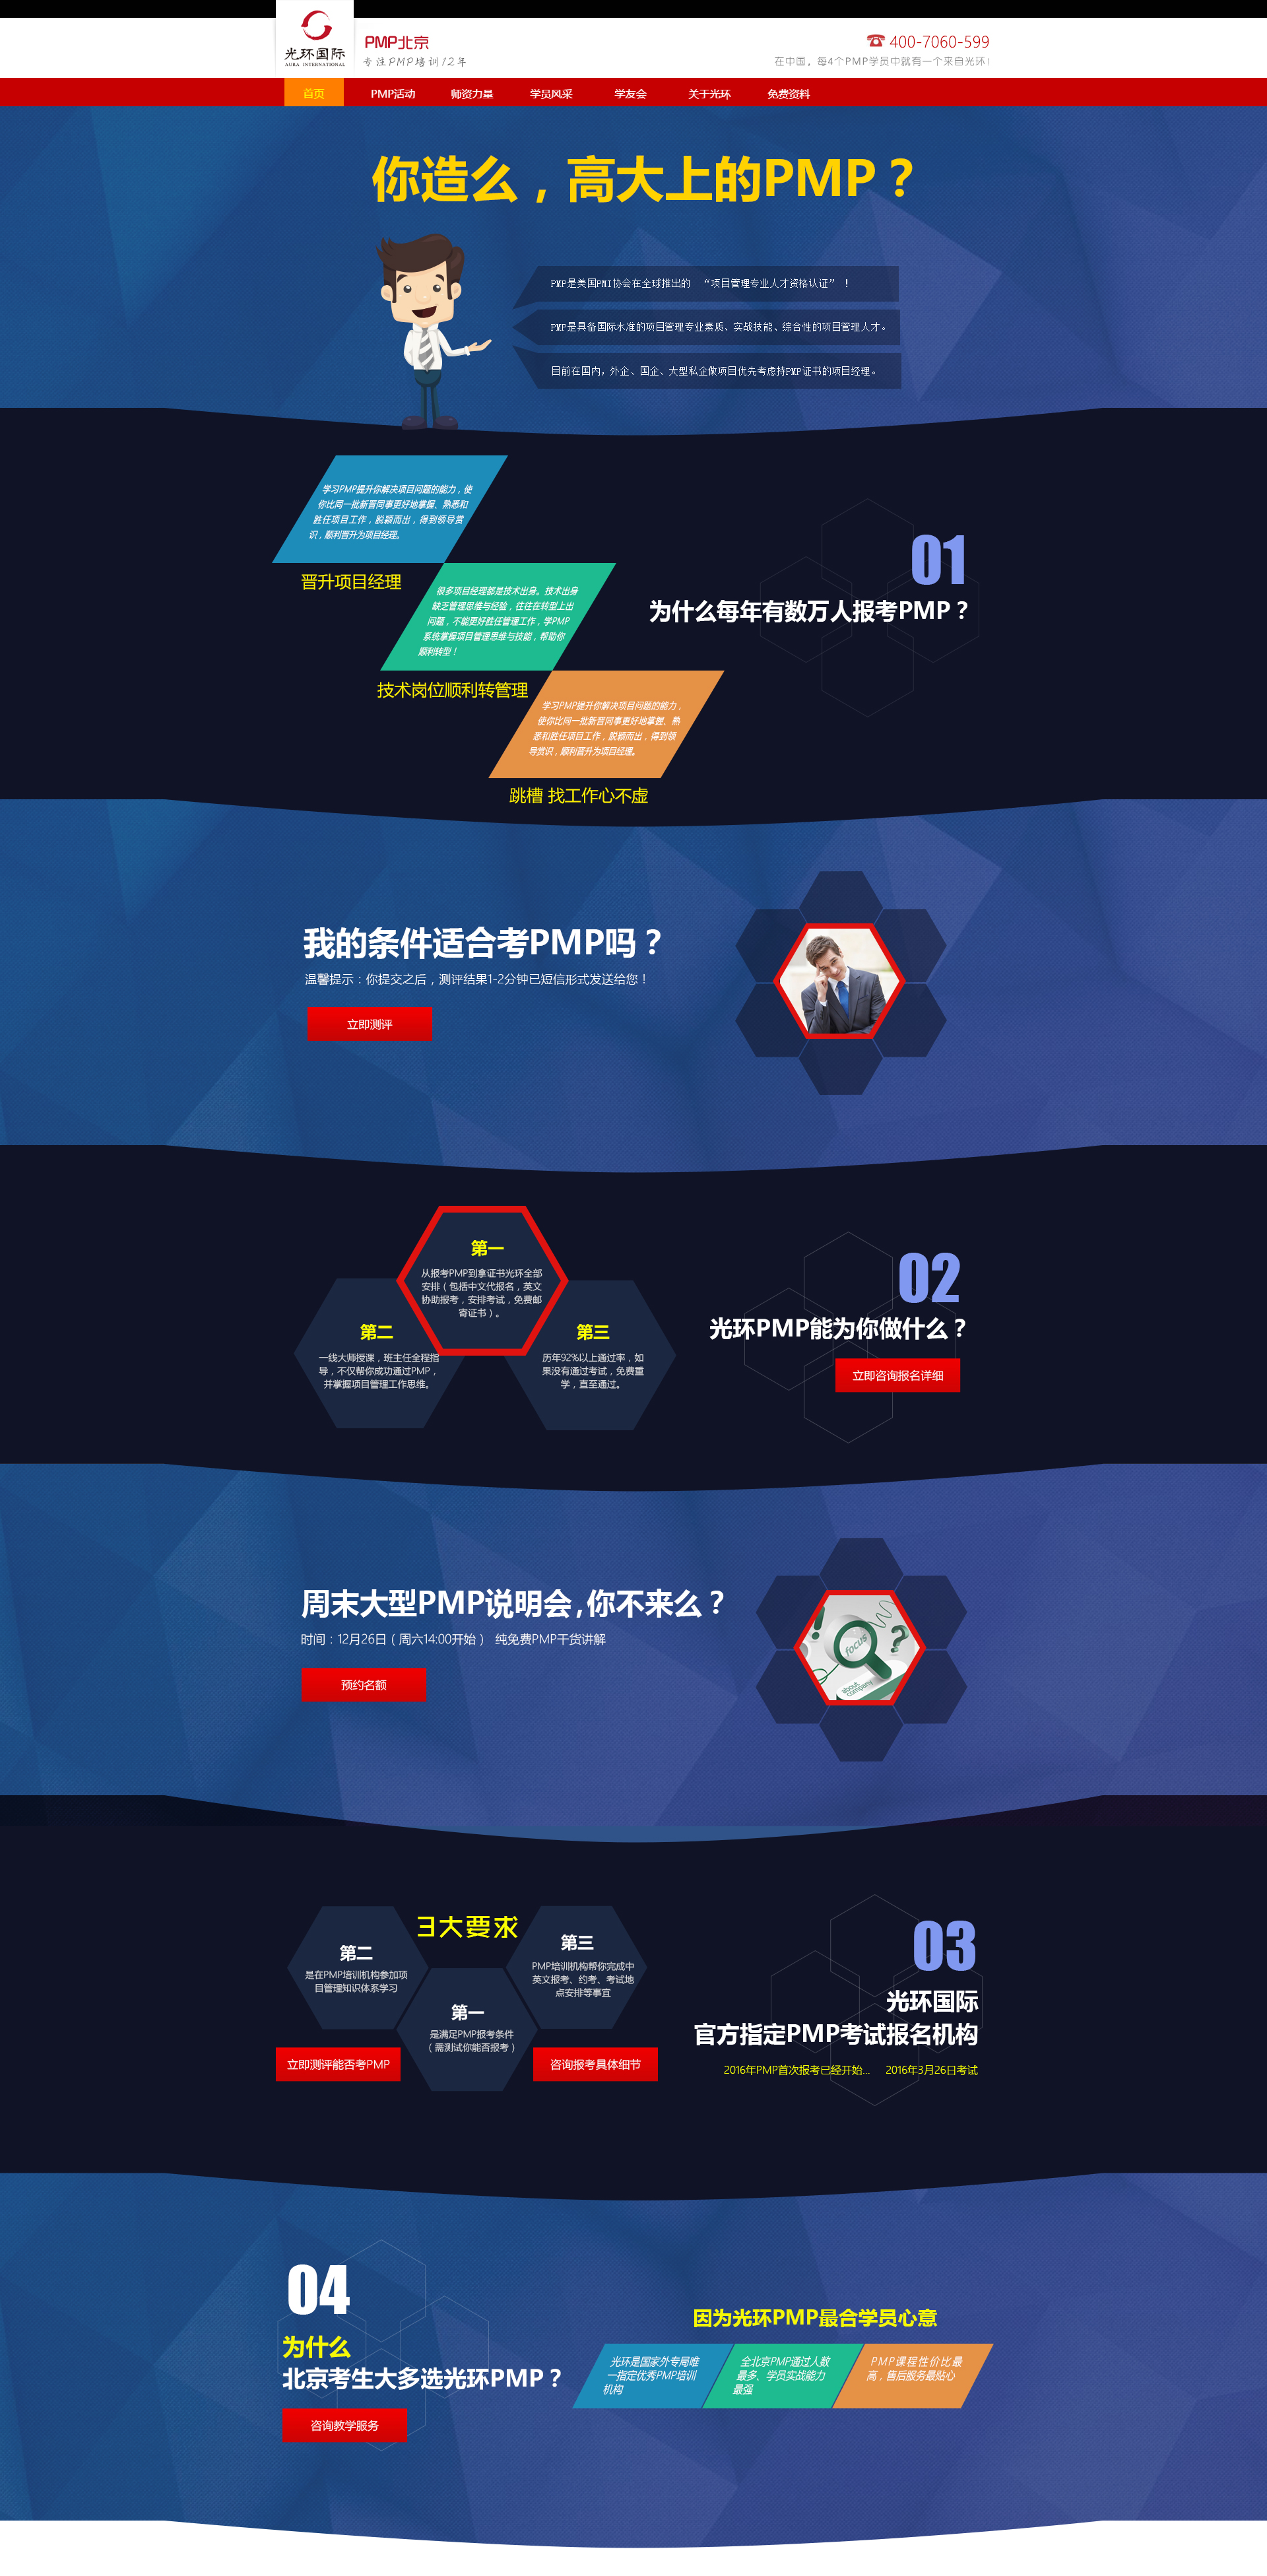 光环国际
AURA INTERNATIONAL
PMP北京
专注PMP培训12年
400-7060-599
在中国，每4个PMP学员中就有一个来自光环!
首页 PMP活动 师资力量 学员风采 学友会 关于光环 免费资料
你造么，高大上的PMP？
PMP是美国PMI协会在全球推出的 “项目管理专业人才资格认证” ！
PMP是具备国际水准的项目管理专业素质、实战技能、综合性的项目管理人才。
目前在国内，外企、国企、大型私企做项目优先考虑持PMP证书的项目经理。
学习PMP提升你解决项目问题的能力，使
你比同一批新晋同事更好地掌握、熟悉和
胜任项目工作，脱颖而出，得到领导赏
识，顺利晋升为项目经理。
晋升项目经理
很多项目经理都是技术出身。技术出身
缺乏管理思维与经验，往往在转型上出
问题，不能更好胜任管理工作，学PMP
系统掌握项目管理思维与技能，帮助你
顺利转型！
技术岗位顺利转管理
学习PMP提升你解决项目问题的能力，
使你比同一批新晋同事更好地掌握、熟
悉和胜任项目工作，脱颖而出，得到领
导赏识，顺利晋升为项目经理。
跳槽 找工作心不虚
01
为什么每年有数万人报考PMP？
我的条件适合考PMP吗？
温馨提示：你提交之后，测评结果1-2分钟已短信形式发送给您！
立即测评
第一
从报考PMP到拿证书光环全部
安排（包括中文代报名，英文
协助报考，安排考试，免费邮
寄证书）。
第二
一线大师授课，班主任全程指
导，不仅帮你成功通过PMP，
并掌握项目管理工作思维。
第三
历年92%以上通过率，如
果没有通过考试，免费重
学，直至通过。
02
光环PMP能为你做什么？
立即咨询报名详细
周末大型PMP说明会，你不来么？
时间：12月26日（周六14:00开始） 纯免费PMP干货讲解
预约名额
! focus ?
about
company
3大要求
第二
是在PMP培训机构参加项
目管理知识体系学习
第三
PMP培训机构帮你完成中
英文报考、约考、考试地
点安排等事宜
第一
是满足PMP报考条件
（需测试你能否报考）
立即测评能否考PMP
咨询报考具体细节
03
光环国际
官方指定PMP考试报名机构
2016年PMP首次报考已经开始... 2016年3月26日考试
04
为什么
北京考生大多选光环PMP？
咨询教学服务
因为光环PMP最合学员心意
光环是国家外专局唯
一指定优秀PMP培训
机构
全北京PMP通过人数
最多、学员实战能力
最强
PMP课程性价比最
高，售后服务最贴心